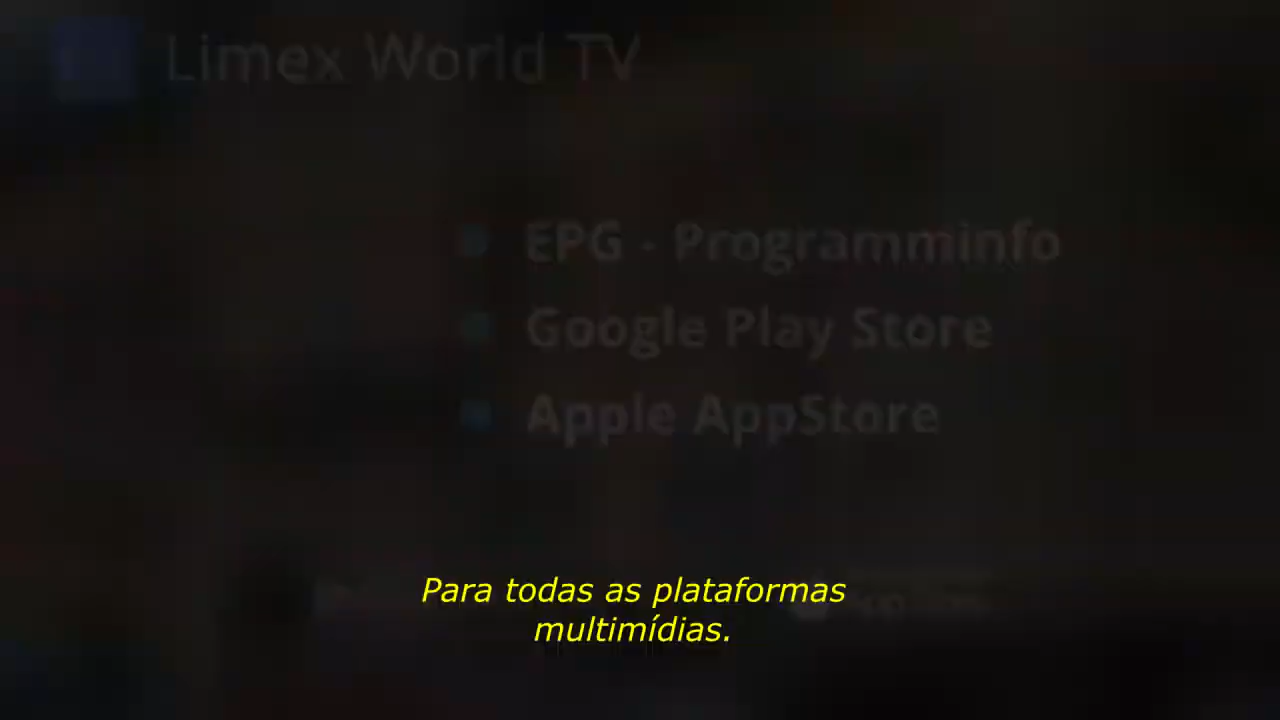 Limex World TV
EPG - Programminfo
Google Play Store
Apple AppStore
Para todas as plataformas
multimídias.